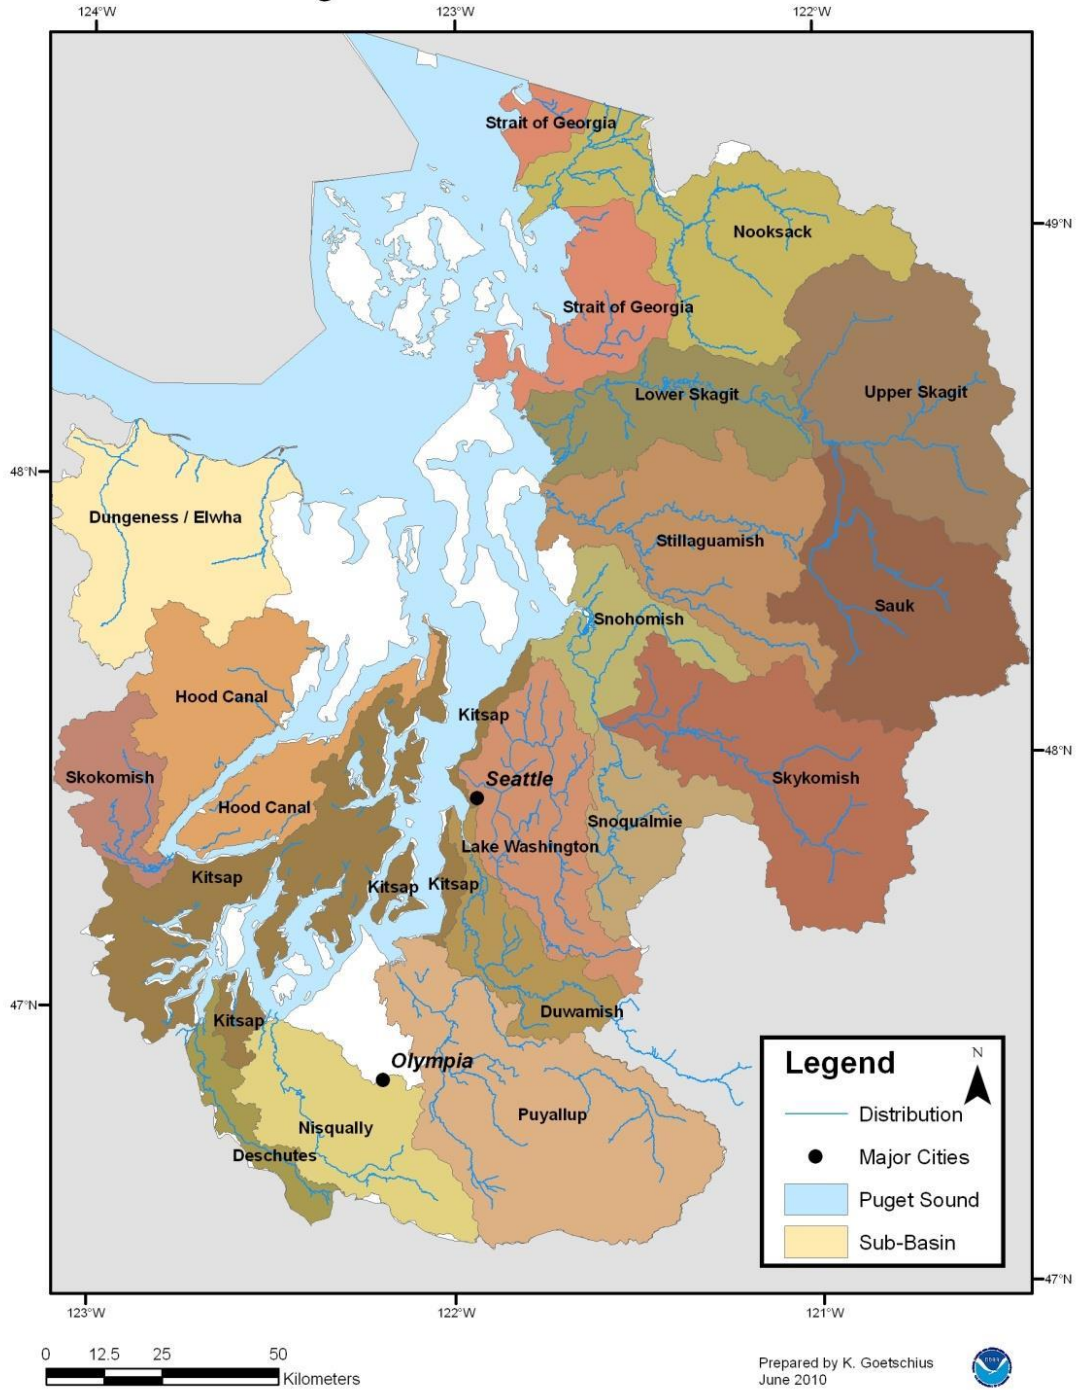 124°W 123°W 122°W
Strait of Georgia
49°N
Nooksack
Strait of Georgia
Lower Skagit
Upper Skagit
48°N
Dungeness / Elwha
Stillaguamish
Sauk
Snohomish
Hood Canal
Kitsap
48°N
Skokomish
Seattle
Skykomish
Hood Canal
Snoqualmie
Lake Washington
Kitsap
Kitsap
Kitsap
47°N
Duwamish
Kitsap
Olympia
Nisqually
Puyallup
Deschutes
Legend
N
Distribution
Major Cities
Puget Sound
Sub-Basin
47°N
123°W 122°W 121°W
0 12.5 25 50
Kilometers
Prepared by K. Goetschius
June 2010